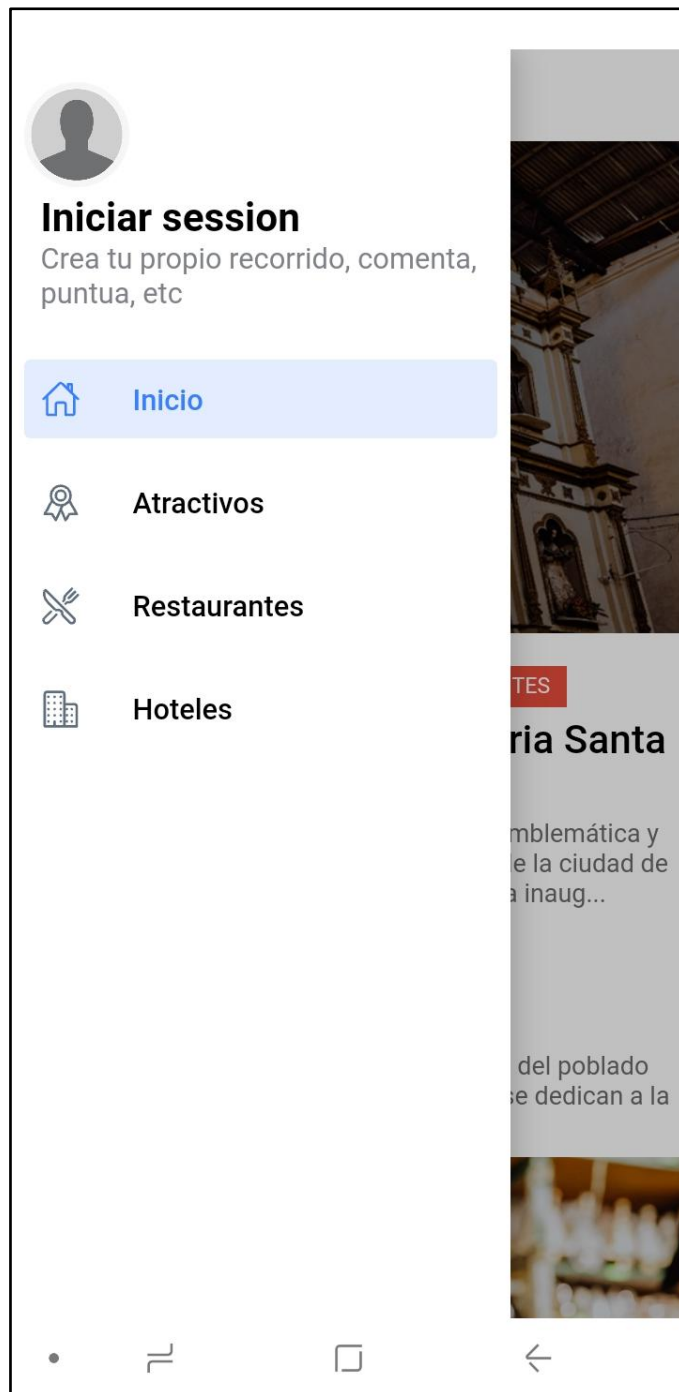 Iniciar session
Crea tu propio recorrido, comenta,
puntua, etc
Inicio
Atractivos
Restaurantes
Hoteles
TES
ria Santa
mblemática y
e la ciudad de
a inaug...
del poblado
se dedican a la